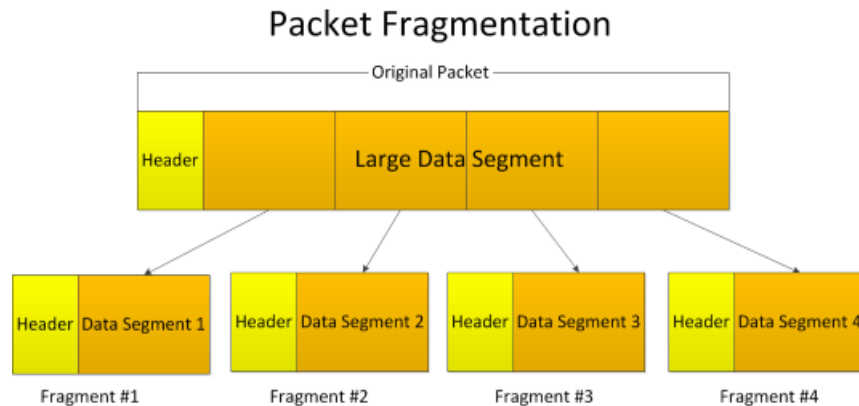 Packet Fragmentation
Original Packet
Header
Large Data Segment
Header
Data Segment 1
Header
Data Segment 2
Header
Data Segment 3
Header
Data Segment 4
Fragment #1
Fragment #2
Fragment #3
Fragment #4